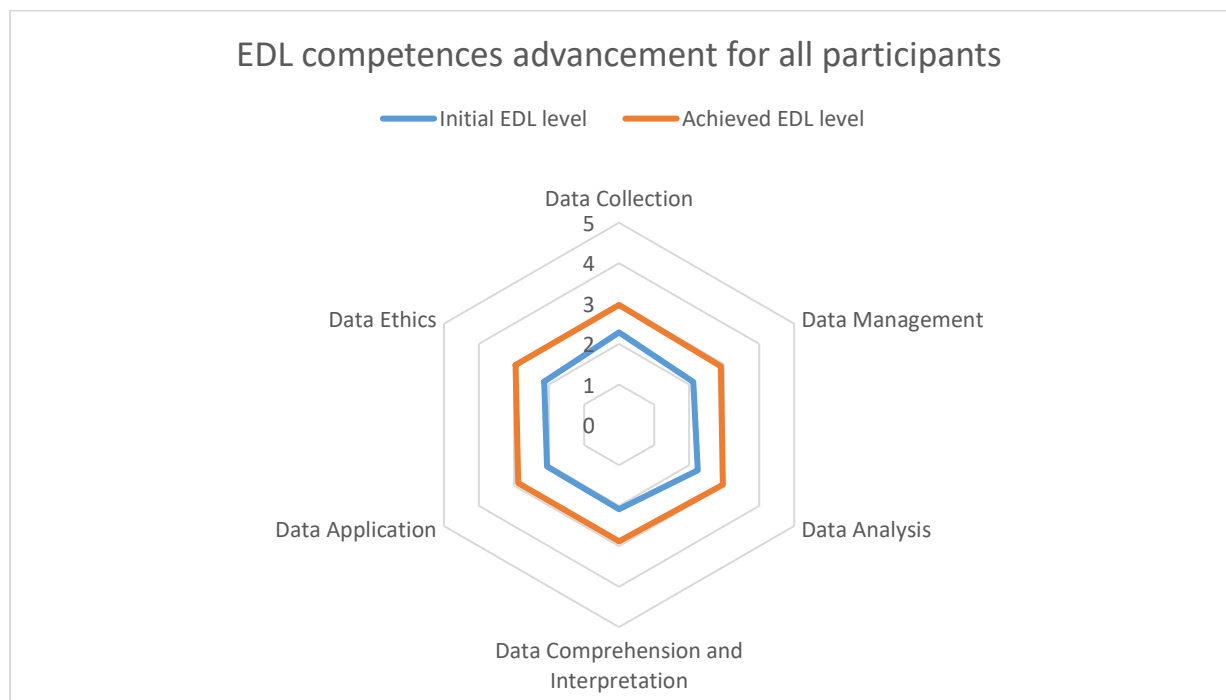 EDL competences advancement for all participants
Initial EDL level
Achieved EDL level
Data Collection
5
4
3
2
1
0
Data Ethics
Data Management
Data Application
Data Analysis
Data Comprehension and
Interpretation